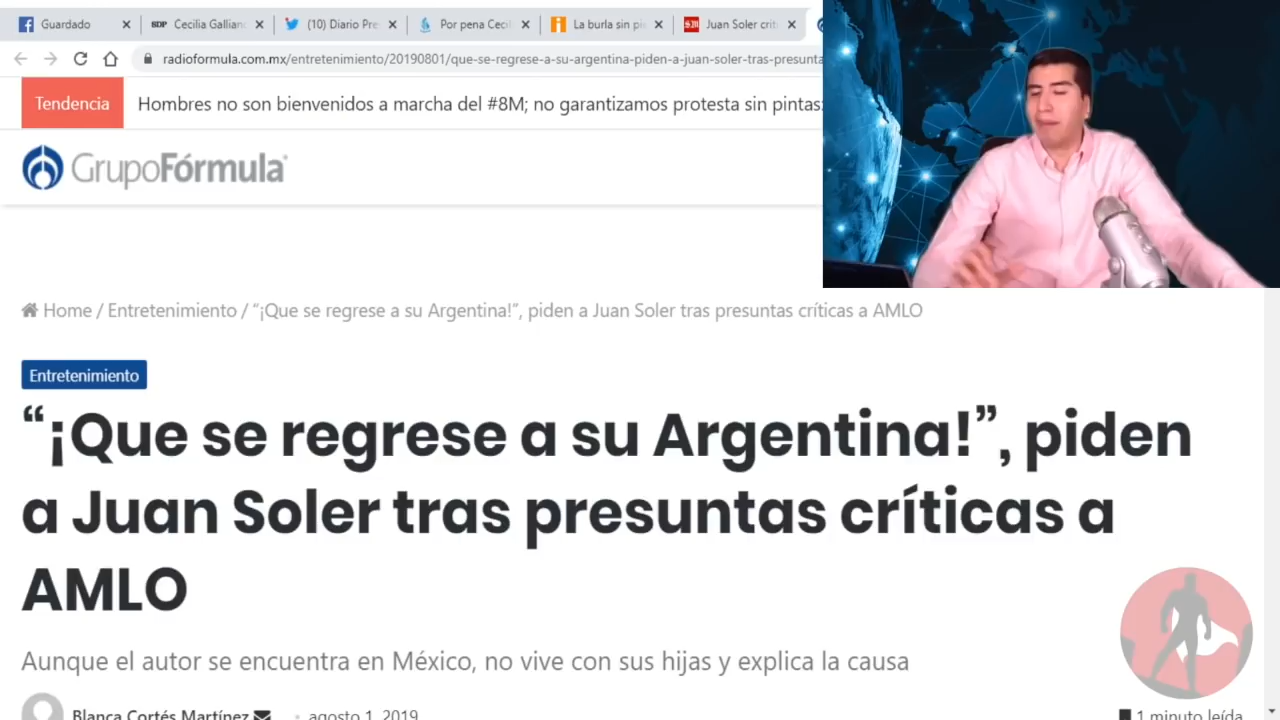 Guardado
SDP Cecilia Gallian
(10) Diario Pre
Por pena Ceci
La burla sin pi
Juan Soler crit
radioformula.com.mx/entretenimiento/20190801/que-se-regrese-a-su-argentina-piden-a-juan-soler-tras-presunta
Tendencia
Hombres no son bienvenidos a marcha del #8M; no garantizamos protesta sin pintas:
GrupoFórmula
Home / Entretenimiento / “¡Que se regrese a su Argentina!”, piden a Juan Soler tras presuntas críticas a AMLO
Entretenimiento
“¡Que se regrese a su Argentina!”, piden
a Juan Soler tras presuntas críticas a
AMLO
Aunque el autor se encuentra en México, no vive con sus hijas y explica la causa
Blanca Cortés Martínez
agosto 1, 2019
1 minuto leída